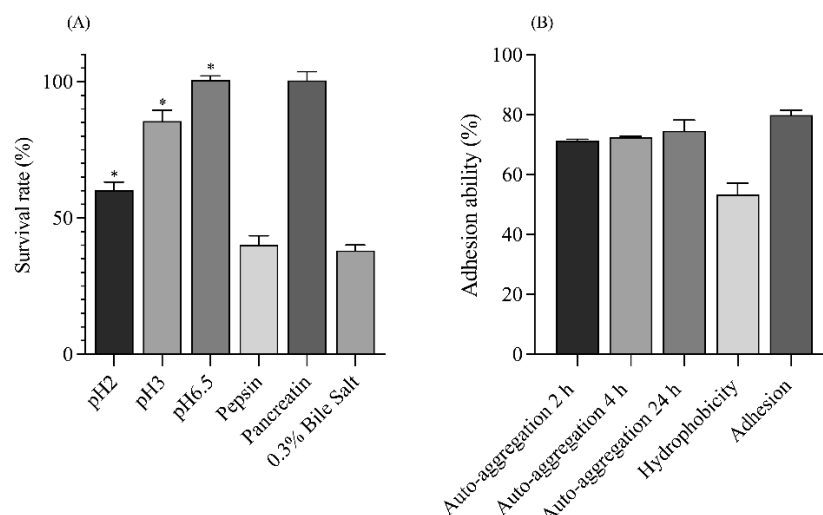 (A)
Survival rate (%)
100
50
0
*
*
*
pH2
pH3
pH6.5
Pepsin
Pancreatin
0.3% Bile Salt
(B)
Adhesion ability (%)
100
80
60
40
20
0
Auto-aggregation 2 h
Auto-aggregation 4 h
Auto-aggregation 24 h
Hydrophobicity
Adhesion